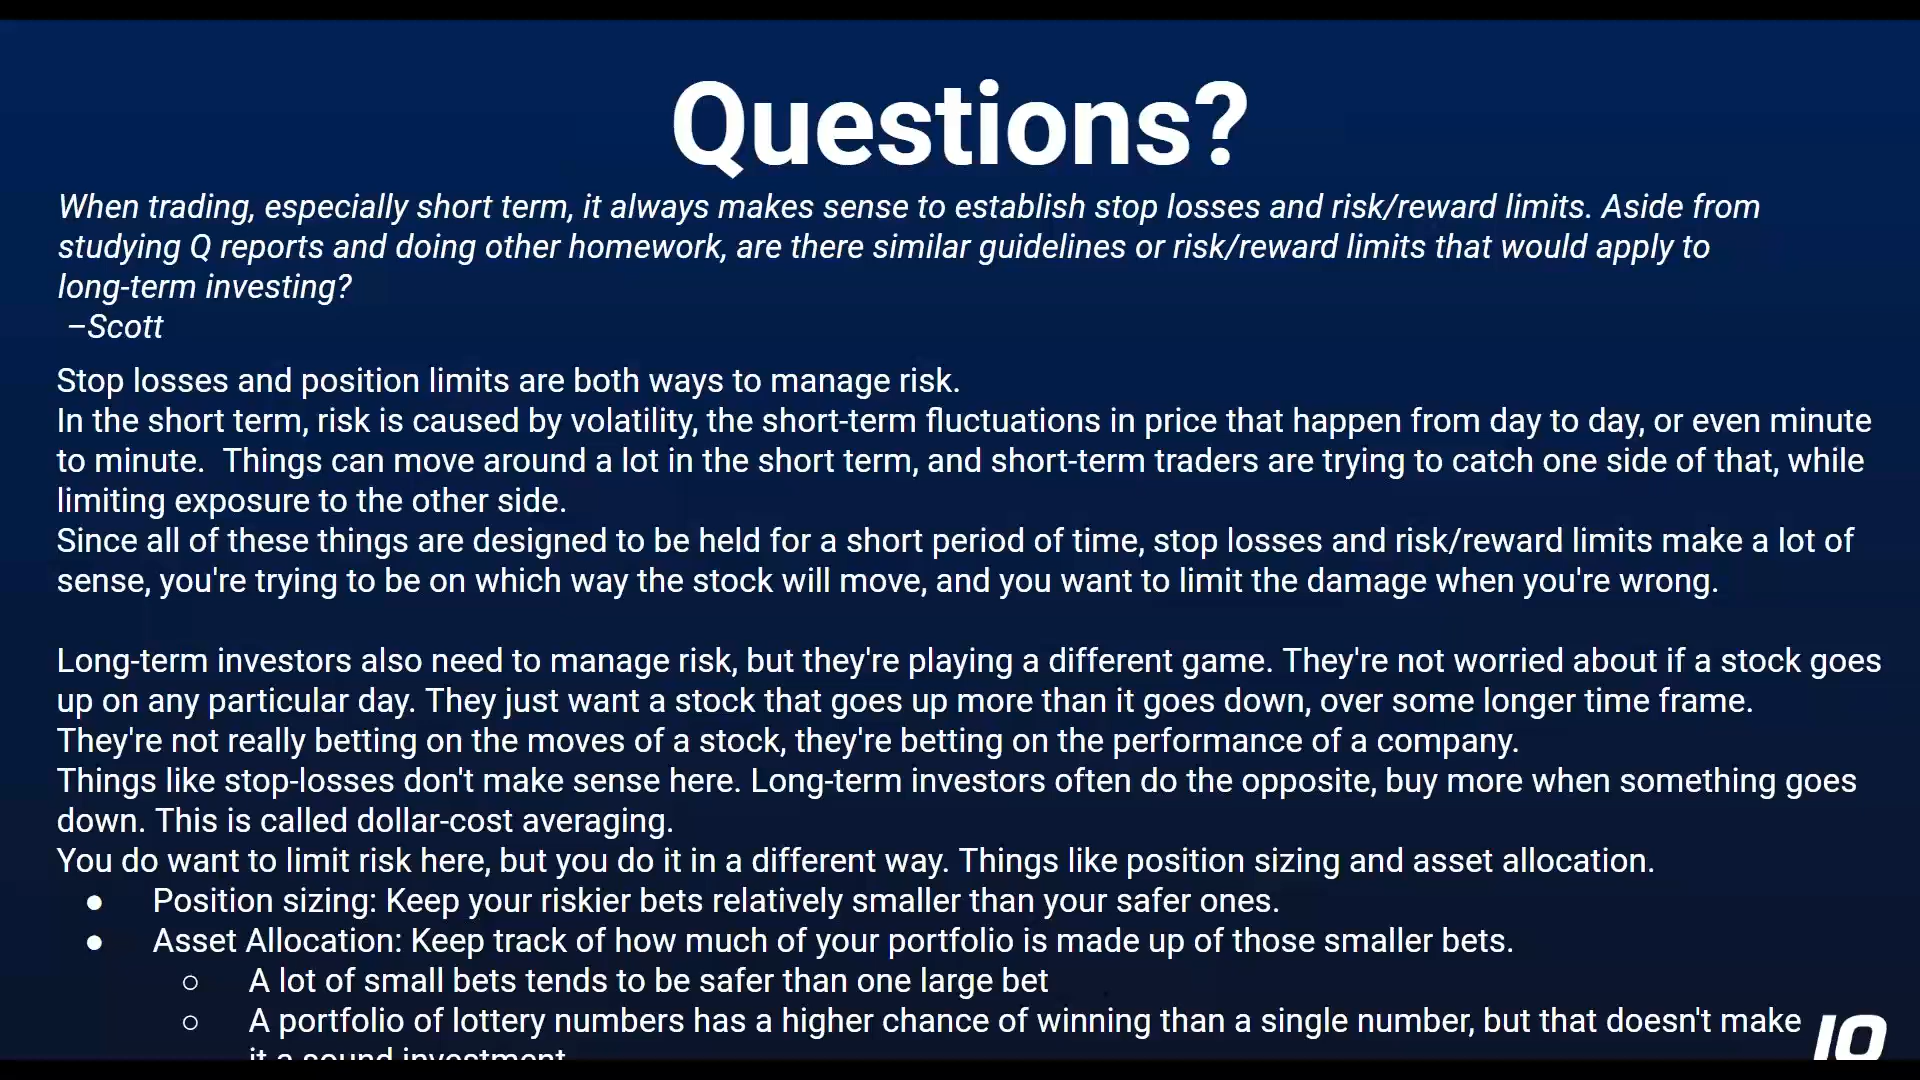 Questions?
When trading, especially short term, it always makes sense to establish stop losses and risk/reward limits. Aside from
studying Q reports and doing other homework, are there similar guidelines or risk/reward limits that would apply to
long-term investing?
–Scott
Stop losses and position limits are both ways to manage risk.
In the short term, risk is caused by volatility, the short-term fluctuations in price that happen from day to day, or even minute
to minute.  Things can move around a lot in the short term, and short-term traders are trying to catch one side of that, while
limiting exposure to the other side.
Since all of these things are designed to be held for a short period of time, stop losses and risk/reward limits make a lot of
sense, you're trying to be on which way the stock will move, and you want to limit the damage when you're wrong.
Long-term investors also need to manage risk, but they're playing a different game. They're not worried about if a stock goes
up on any particular day. They just want a stock that goes up more than it goes down, over some longer time frame.
They're not really betting on the moves of a stock, they're betting on the performance of a company.
Things like stop-losses don't make sense here. Long-term investors often do the opposite, buy more when something goes
down. This is called dollar-cost averaging.
You do want to limit risk here, but you do it in a different way. Things like position sizing and asset allocation.
● Position sizing: Keep your riskier bets relatively smaller than your safer ones.
● Asset Allocation: Keep track of how much of your portfolio is made up of those smaller bets.
○ A lot of small bets tends to be safer than one large bet
○ A portfolio of lottery numbers has a higher chance of winning than a single number, but that doesn't make
it a sound investment
IO